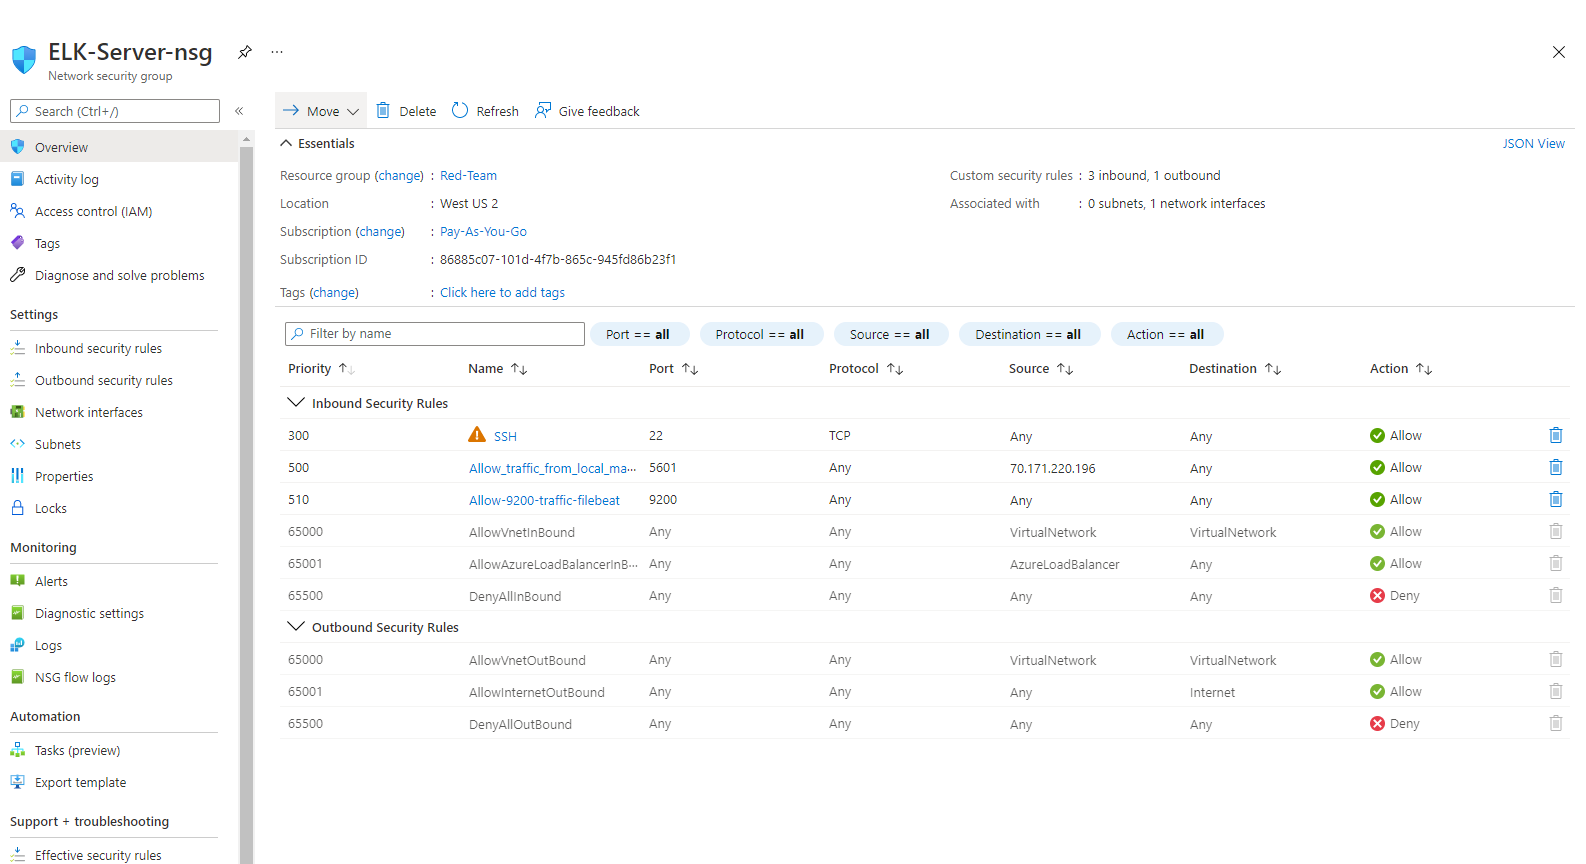 ELK-Server-nsg
Network security group
Search (Ctrl+/)
Overview
Activity log
Access control (IAM)
Tags
Diagnose and solve problems
Settings
Inbound security rules
Outbound security rules
Network interfaces
Subnets
Properties
Locks
Monitoring
Alerts
Diagnostic settings
Logs
NSG flow logs
Automation
Tasks (preview)
Export template
Support + troubleshooting
Effective security rules
Move Delete Refresh Give feedback
Essentials JSON View
Resource group (change) : Red-Team Custom security rules : 3 inbound, 1 outbound
Location : West US 2 Associated with : 0 subnets, 1 network interfaces
Subscription (change) : Pay-As-You-Go
Subscription ID : 86885c07-101d-4f7b-865c-945fd86b23f1
Tags (change) : Click here to add tags
Filter by name Port == all Protocol == all Source == all Destination == all Action == all
Priority Name Port Protocol Source Destination Action
Inbound Security Rules
300 SSH 22 TCP Any Any Allow
500 Allow_traffic_from_local_ma... 5601 Any 70.171.220.196 Any Allow
510 Allow-9200-traffic-filebeat 9200 Any Any Any Allow
65000 AllowVnetInBound Any Any VirtualNetwork VirtualNetwork Allow
65001 AllowAzureLoadBalancerInB... Any Any AzureLoadBalancer Any Allow
65500 DenyAllInBound Any Any Any Any Deny
Outbound Security Rules
65000 AllowVnetOutBound Any Any VirtualNetwork VirtualNetwork Allow
65001 AllowInternetOutBound Any Any Any Internet Allow
65500 DenyAllOutBound Any Any Any Any Deny